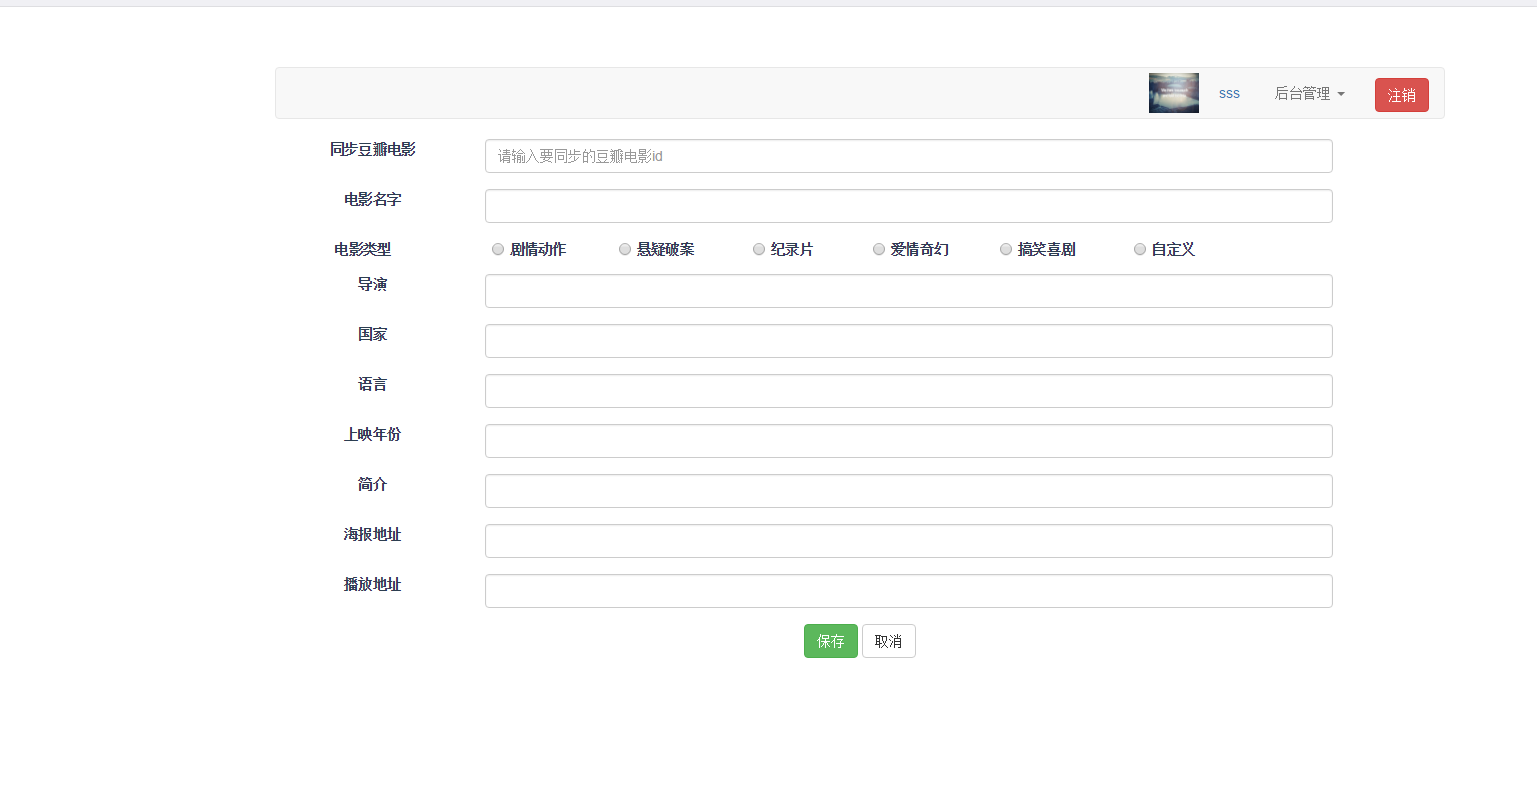 sss 后台管理 注销
同步豆瓣电影 请输入要同步的豆瓣电影id
电影名字
电影类型 剧情动作 悬疑破案 纪录片 爱情奇幻 搞笑喜剧 自定义
导演
国家
语言
上映年份
简介
海报地址
播放地址
保存 取消